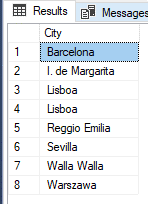 Results Messages
City
1 Barcelona
2 I. de Margarita
3 Lisboa
4 Lisboa
5 Reggio Emilia
6 Sevilla
7 Walla Walla
8 Warszawa